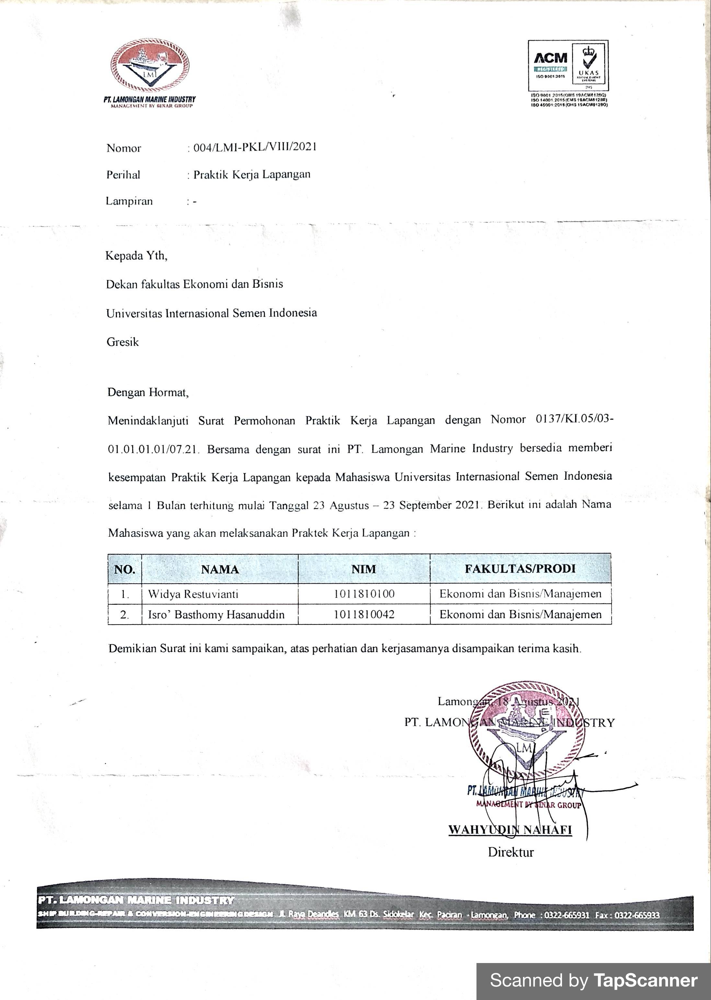 LMI
PT. LAMONGAN MARINE INDUSTRY
MANAGEMENT BY SINAR GROUP
ACM
REGISTERED
ISO 9001:2015
UKAS
MANAGEMENT
SYSTEMS
245
ISO 9001:2015 (QMS 19ACM8128Q)
ISO 14001:2015 (EMS 19ACM8128R)
ISO 45001:2018 (OHS 19ACM8128O)
Nomor : 004/LMI-PKL/VIII/2021
Perihal : Praktik Kerja Lapangan
Lampiran : -
Kepada Yth,
Dekan fakultas Ekonomi dan Bisnis
Universitas Internasional Semen Indonesia
Gresik
Dengan Hormat,
Menindaklanjuti Surat Permohonan Praktik Kerja Lapangan dengan Nomor 0137/KI.05/03-
01.01.01.01/07.21. Bersama dengan surat ini PT. Lamongan Marine Industry bersedia memberi
kesempatan Praktik Kerja Lapangan kepada Mahasiswa Universitas Internasional Semen Indonesia
selama 1 Bulan terhitung mulai Tanggal 23 Agustus – 23 September 2021. Berikut ini adalah Nama
Mahasiswa yang akan melaksanakan Praktek Kerja Lapangan :
NO. NAMA NIM FAKULTAS/PRODI
1. Widya Restuvianti 1011810100 Ekonomi dan Bisnis/Manajemen
2. Isro’ Basthomy Hasanuddin 1011810042 Ekonomi dan Bisnis/Manajemen
Demikian Surat ini kami sampaikan, atas perhatian dan kerjasamanya disampaikan terima kasih.
Lamongan, 18 Agustus 2021
PT. LAMONGAN MARINE INDUSTRY
LMI
PT. LAMONGAN MARINE INDUSTRY
MANAGEMENT BY SINAR GROUP
WAHYUDIN NAHAFI
Direktur
PT. LAMONGAN MARINE INDUSTRY
SHIP BUILDING-REPAIR & CONVERSION-ENGINEERING DESIGN Jl. Raya Deandles KM 63 Ds. Sidokelar Kec. Paciran - Lamongan, Phone : 0322-665931 Fax : 0322-665933
Scanned by TapScanner